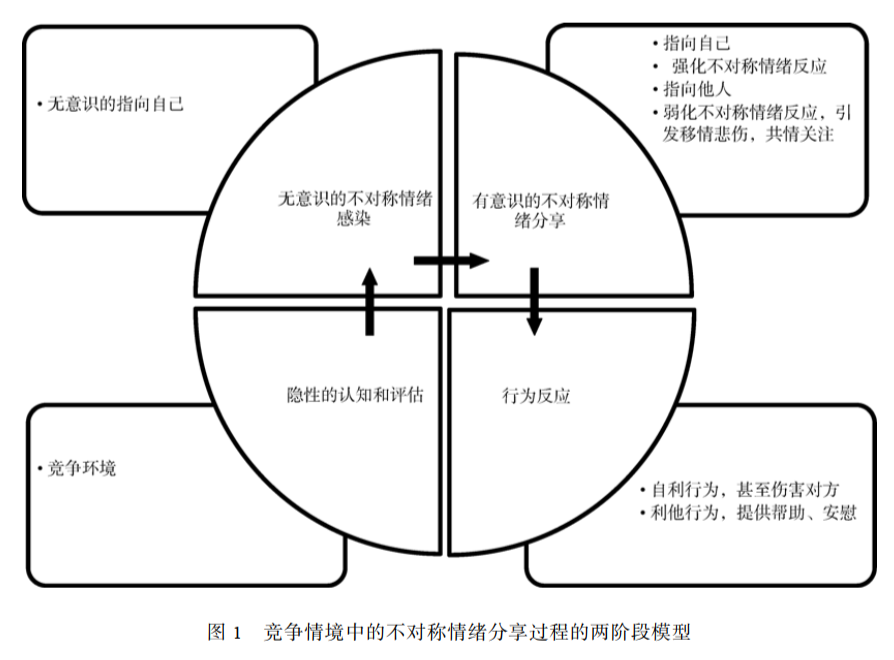 • 无意识的指向自己
• 指向自己
• 强化不对称情绪反应
• 指向他人
• 弱化不对称情绪反应，引
发移情悲伤，共情关注
无意识的不对称情绪
感染
有意识的不对称情
绪分享
隐性的认知和评估
行为反应
• 竞争环境
• 自利行为，甚至伤害对方
• 利他行为，提供帮助、安慰
图 1 竞争情境中的不对称情绪分享过程的两阶段模型